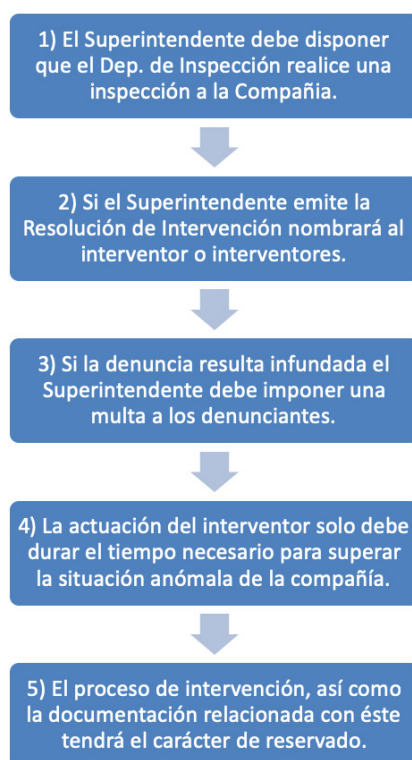 1) El Superintendente debe disponer
que el Dep. de Inspección realice una
inspección a la Compañia.
2) Si el Superintendente emite la
Resolución de Intervención nombrará al
interventor o interventores.
3) Si la denuncia resulta infundada el
Superintendente debe imponer una
multa a los denunciantes.
4) La actuación del interventor solo debe
durar el tiempo necesario para superar
la situación anómala de la compañía.
5) El proceso de intervención, así como
la documentación relacionada con éste
tendrá el carácter de reservado.